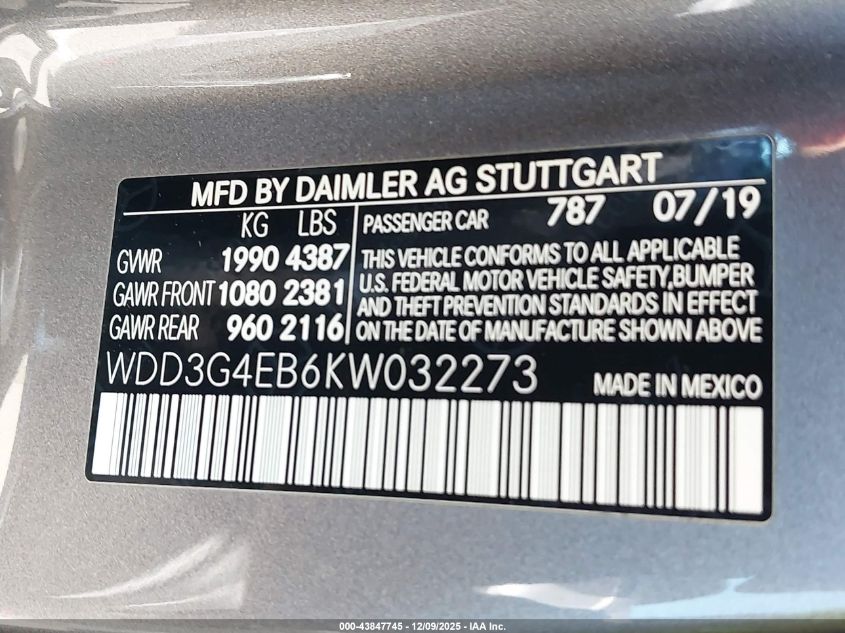 MFD BY DAIMLER AG STUTTGART
KG LBS
GVWR 1990 4387
GAWR FRONT 1080 2381
GAWR REAR 960 2116
PASSENGER CAR 787 07/19
THIS VEHICLE CONFORMS TO ALL APPLICABLE
U.S. FEDERAL MOTOR VEHICLE SAFETY,BUMPER
AND THEFT PREVENTION STANDARDS IN EFFECT
ON THE DATE OF MANUFACTURE SHOWN ABOVE
WDD3G4EB6KW032273 MADE IN MEXICO
000-43847745 - 12/09/2025 - IAA Inc.